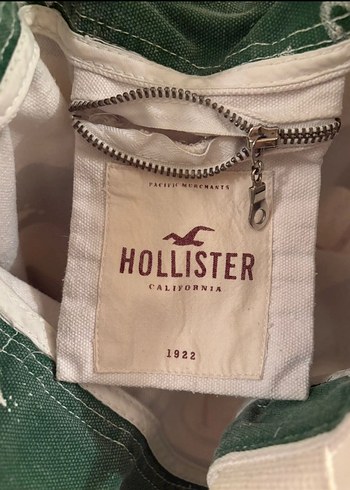 PACIFIC MERCHANTS
HOLLISTER
CALIFORNIA
1922